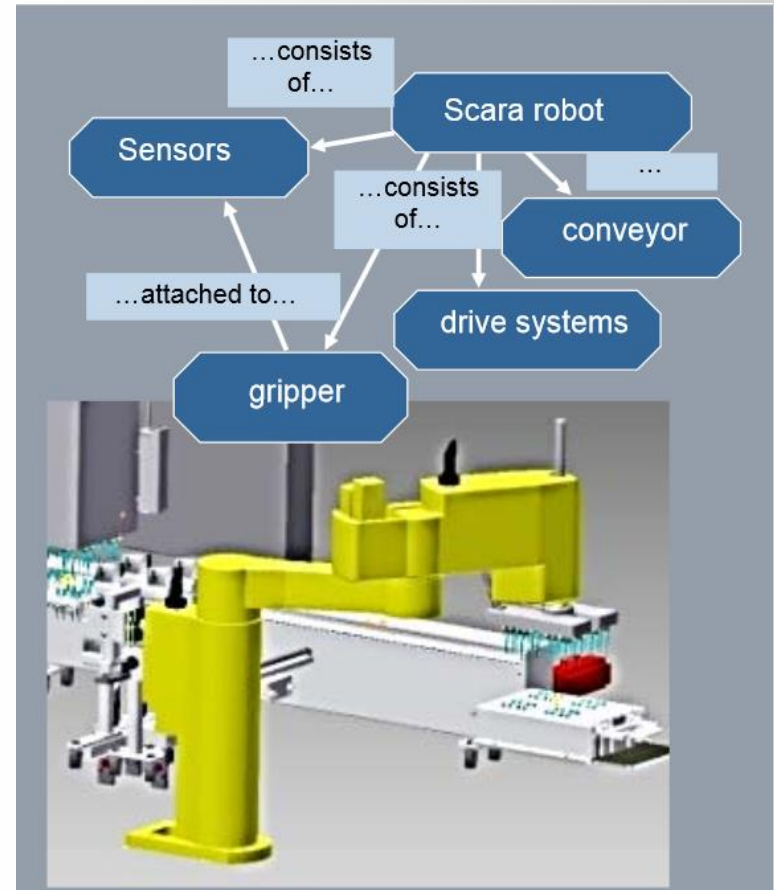 …consists
of…
Scara robot
Sensors
…
…consists
of…
conveyor
…attached to…
drive systems
gripper